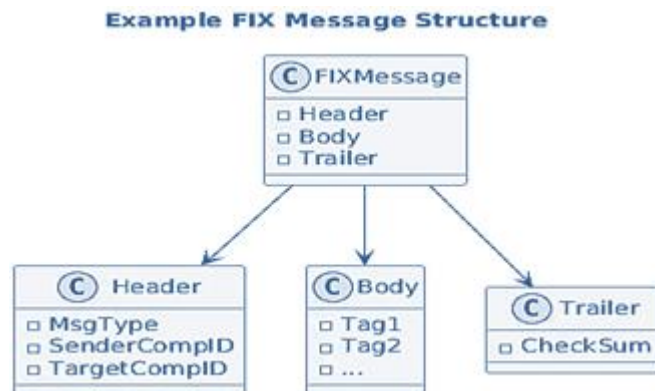 Example FIX Message Structure
C FIXMessage
Header
Body
Trailer
C Header
MsgType
SenderCompID
TargetCompID
C Body
Tag1
Tag2
...
C Trailer
CheckSum